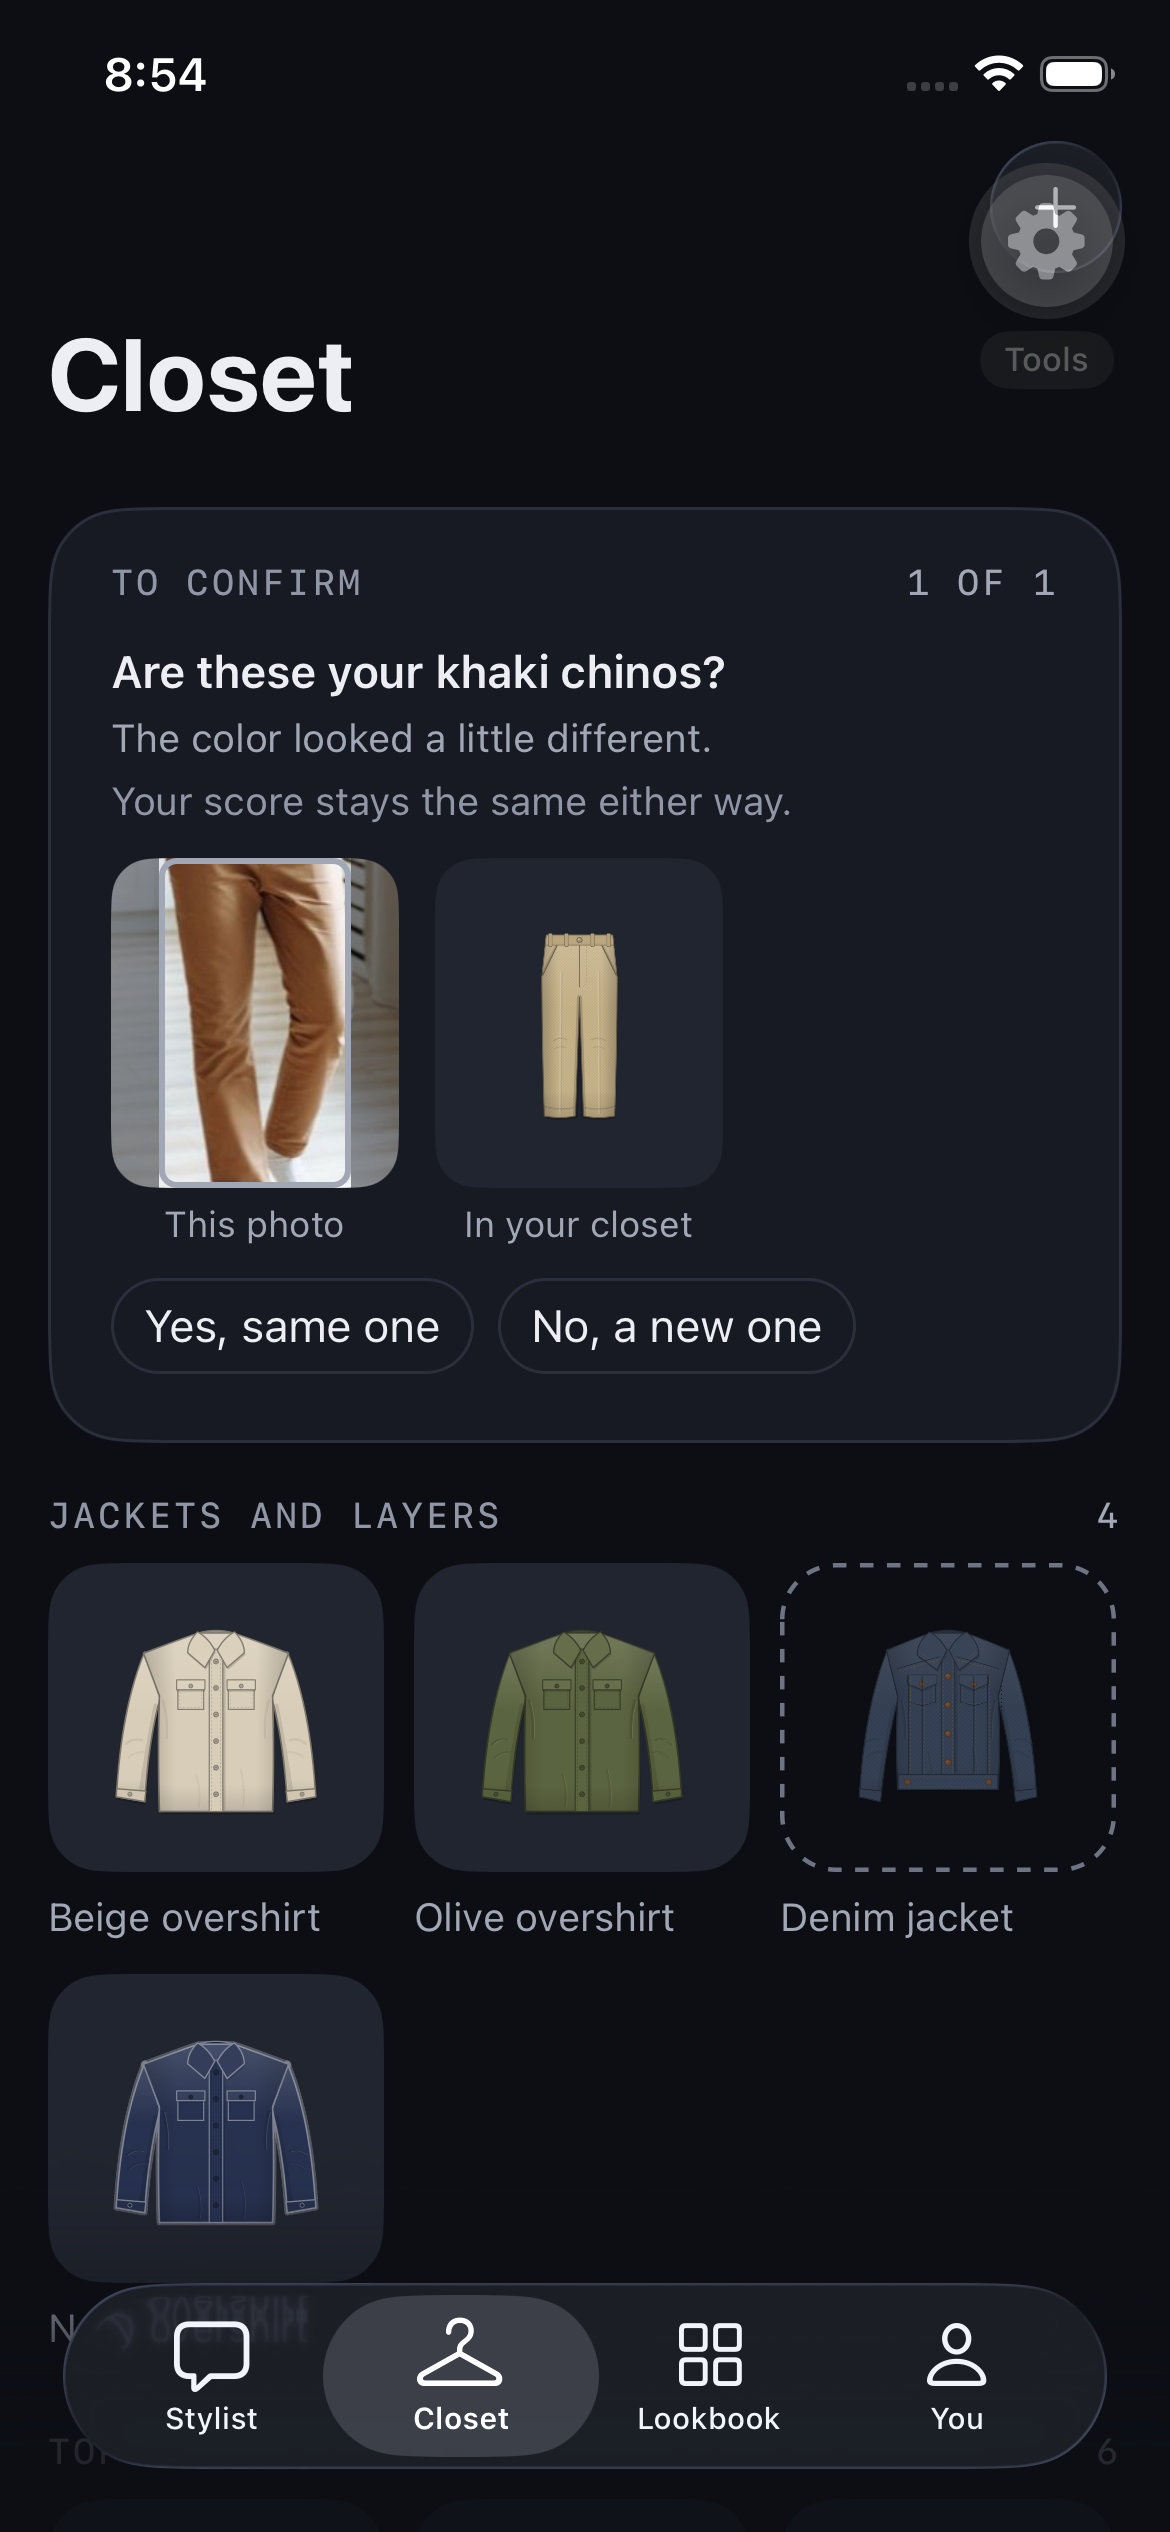 8:54
Tools
Closet
TO CONFIRM
1 OF 1
Are these your khaki chinos?
The color looked a little different.
Your score stays the same either way.
This photo
In your closet
Yes, same one
No, a new one
JACKETS AND LAYERS
4
Beige overshirt
Olive overshirt
Denim jacket
Stylist
Closet
Lookbook
You
6